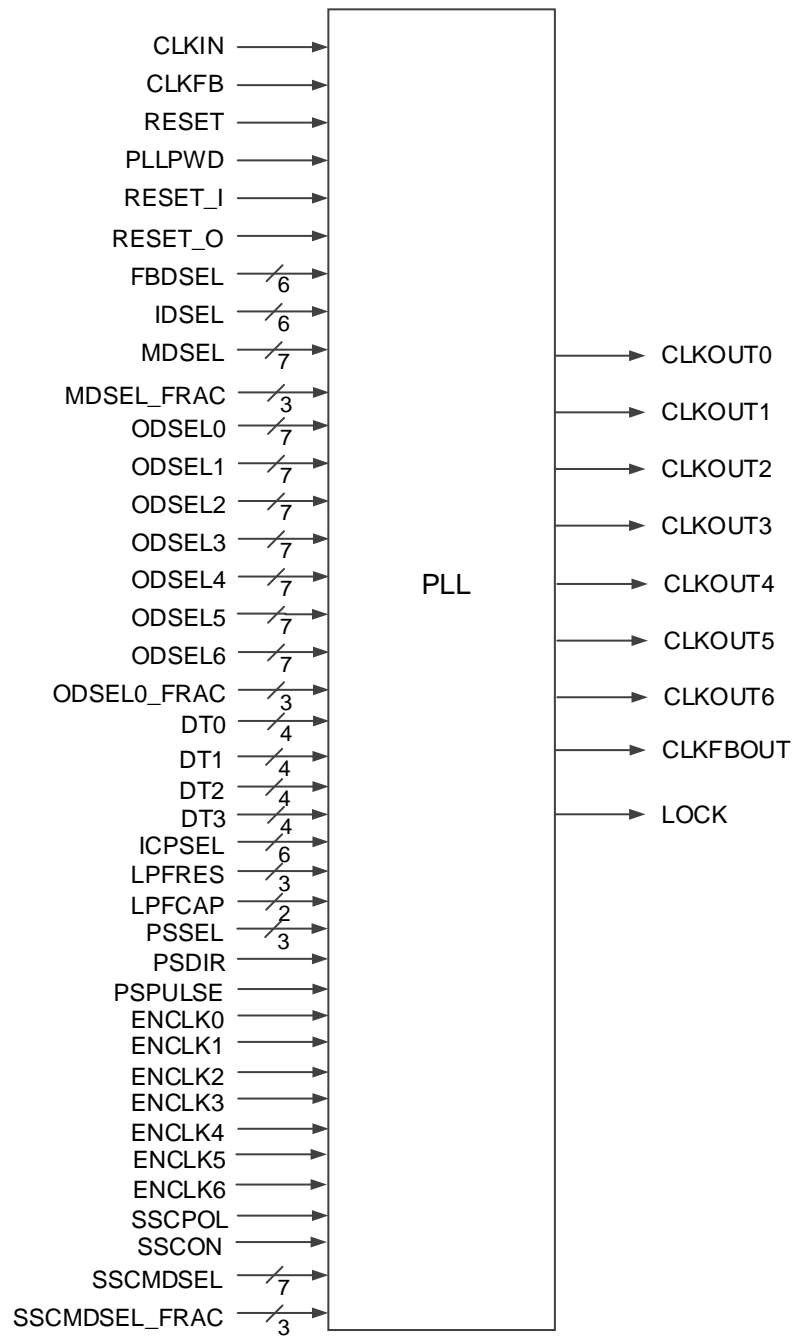 CLKIN
CLKFB
RESET
PLLPWD
RESET_I
RESET_O
FBDSEL 6
IDSEL 6
MDSEL 7
MDSEL_FRAC 3
ODSEL0 7
ODSEL1 7
ODSEL2 7
ODSEL3 7
ODSEL4 7
ODSEL5 7
ODSEL6 7
ODSEL0_FRAC 3
DT0 4
DT1 4
DT2 4
DT3 4
ICPSEL 6
LPFRES 3
LPFCAP 2
PSSEL 3
PSDIR
PSPULSE
ENCLK0
ENCLK1
ENCLK2
ENCLK3
ENCLK4
ENCLK5
ENCLK6
SSCPOL
SSCON
SSCMDSEL 7
SSCMDSEL_FRAC 3
PLL
CLKOUT0
CLKOUT1
CLKOUT2
CLKOUT3
CLKOUT4
CLKOUT5
CLKOUT6
CLKFBOUT
LOCK